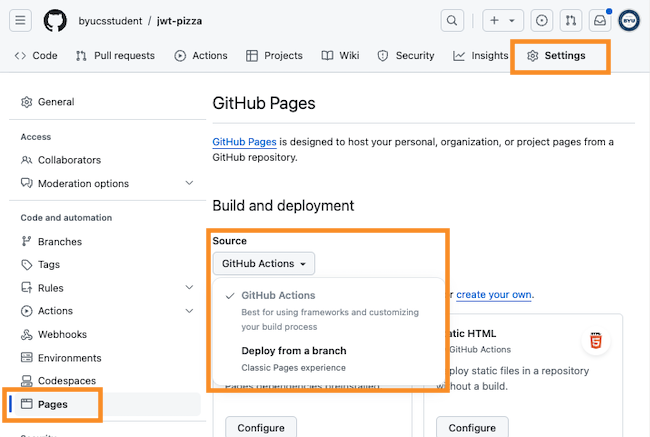 byucsstudent / jwt-pizza
BYU
Code Pull requests Actions Projects Wiki Security Insights Settings
General
Access
Collaborators
Moderation options
Code and automation
Branches
Tags
Rules
Actions
Webhooks
Environments
Codespaces
Pages
GitHub Pages
GitHub Pages is designed to host your personal, organization, or project pages from a
GitHub repository.
Build and deployment
Source
GitHub Actions
GitHub Actions
Best for using frameworks and customizing
your build process
Deploy from a branch
Classic Pages experience
create your own.
HTML
GitHub Actions
static files in a repository
without a build.
Configure
Configure